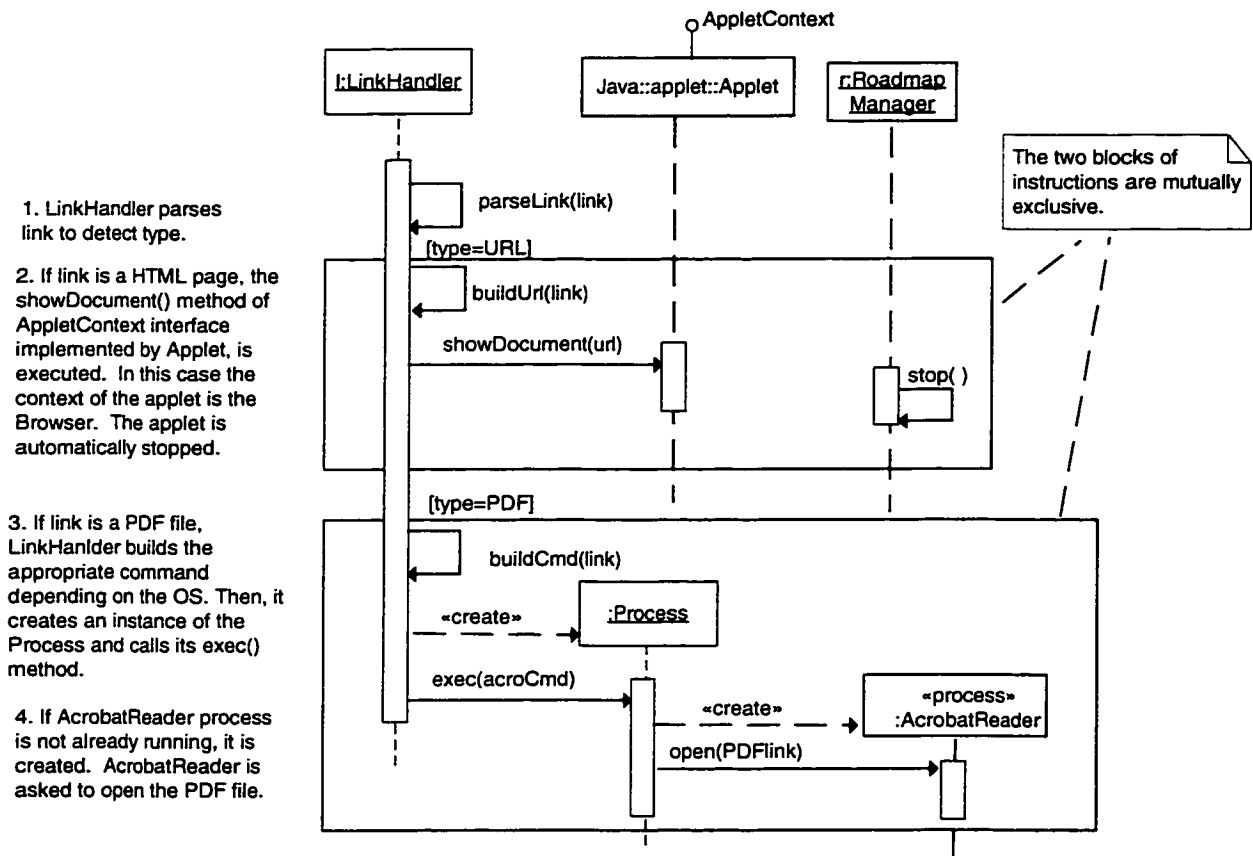 AppletContext
l:LinkHandler
Java::applet::Applet
r:Roadmap
Manager
The two blocks of
instructions are mutually
exclusive.
1. LinkHandler parses
link to detect type.
parseLink(link)
[type=URL]
2. If link is a HTML page, the
showDocument() method of
AppletContext interface
implemented by Applet, is
executed. In this case the
context of the applet is the
Browser. The applet is
automatically stopped.
buildUrl(link)
showDocument(url)
stop( )
[type=PDF]
3. If link is a PDF file,
LinkHanlder builds the
appropriate command
depending on the OS. Then, it
creates an instance of the
Process and calls its exec()
method.
buildCmd(link)
«create»
:Process
exec(acroCmd)
«create»
«process»
:AcrobatReader
open(PDFlink)
4. If AcrobatReader process
is not already running, it is
created. AcrobatReader is
asked to open the PDF file.